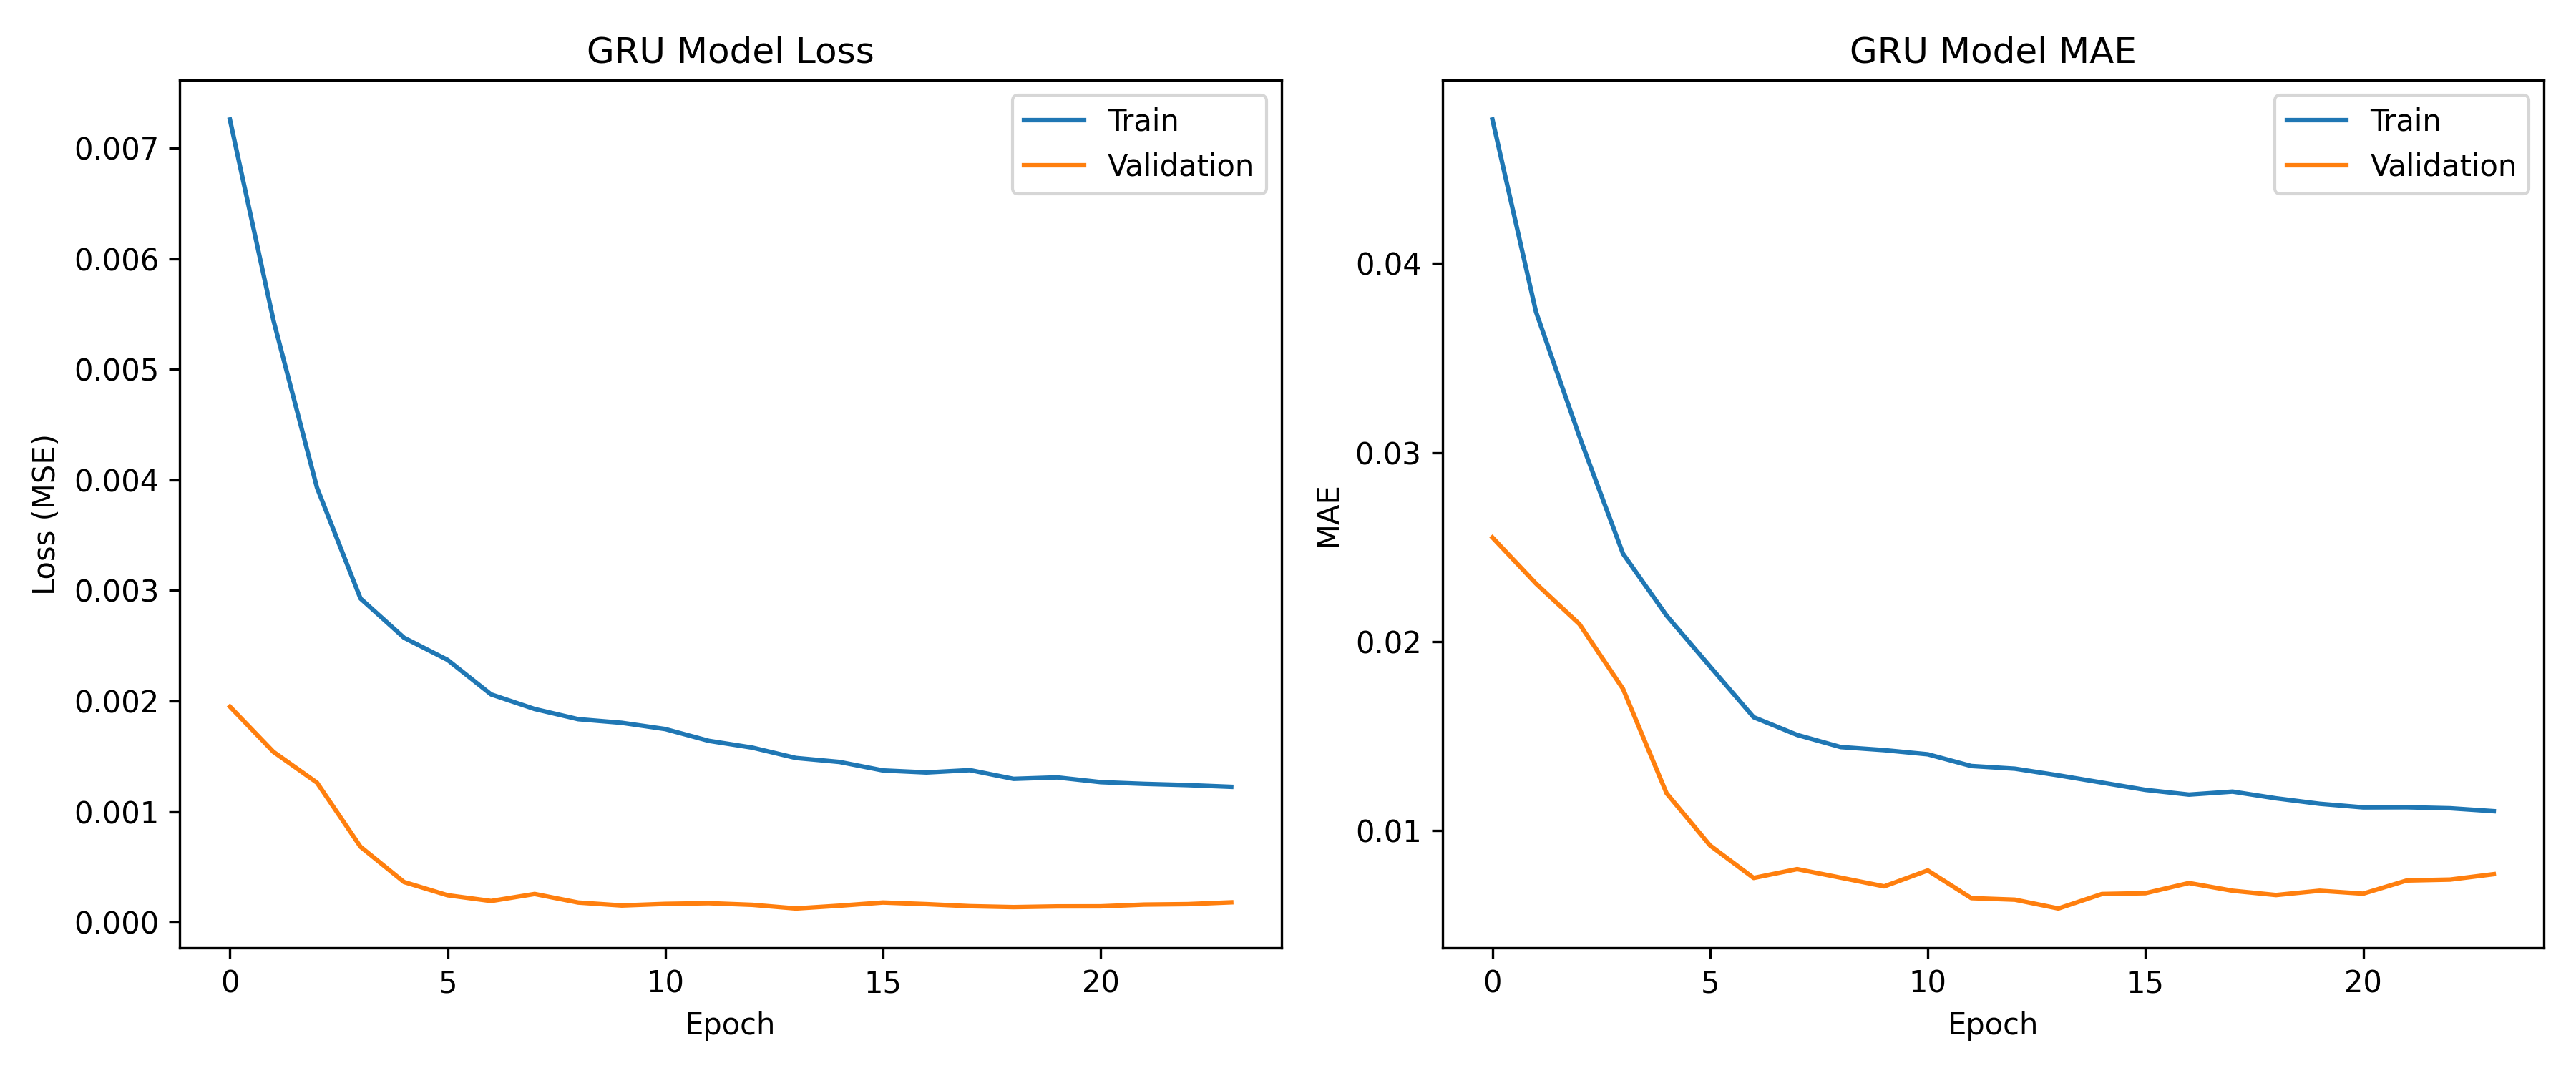 GRU Model Loss
Train
Validation
0.007
0.006
0.005
0.004
0.003
0.002
0.001
0.000
Loss (MSE)
0 5 10 15 20
Epoch
GRU Model MAE
Train
Validation
0.04
0.03
0.02
0.01
MAE
0 5 10 15 20
Epoch